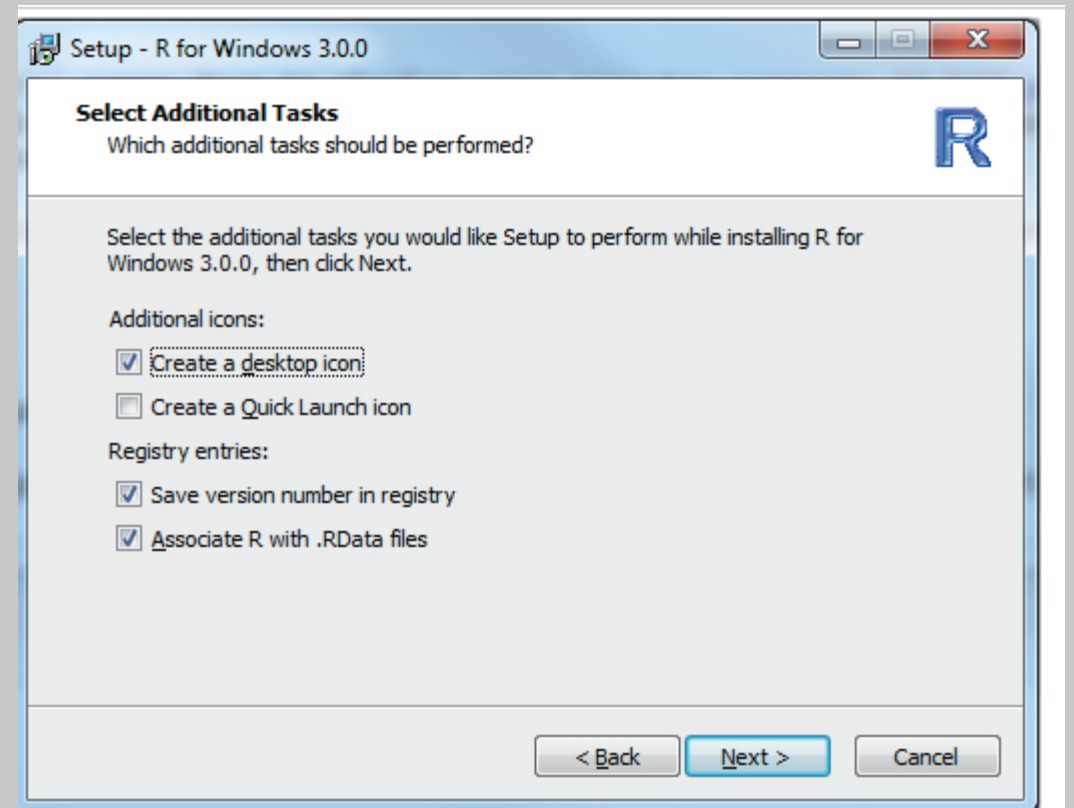 Setup - R for Windows 3.0.0
Select Additional Tasks
Which additional tasks should be performed?
R
Select the additional tasks you would like Setup to perform while installing R for
Windows 3.0.0, then click Next.
Additional icons:
Create a desktop icon
Create a Quick Launch icon
Registry entries:
Save version number in registry
Associate R with .RData files
< Back Next > Cancel